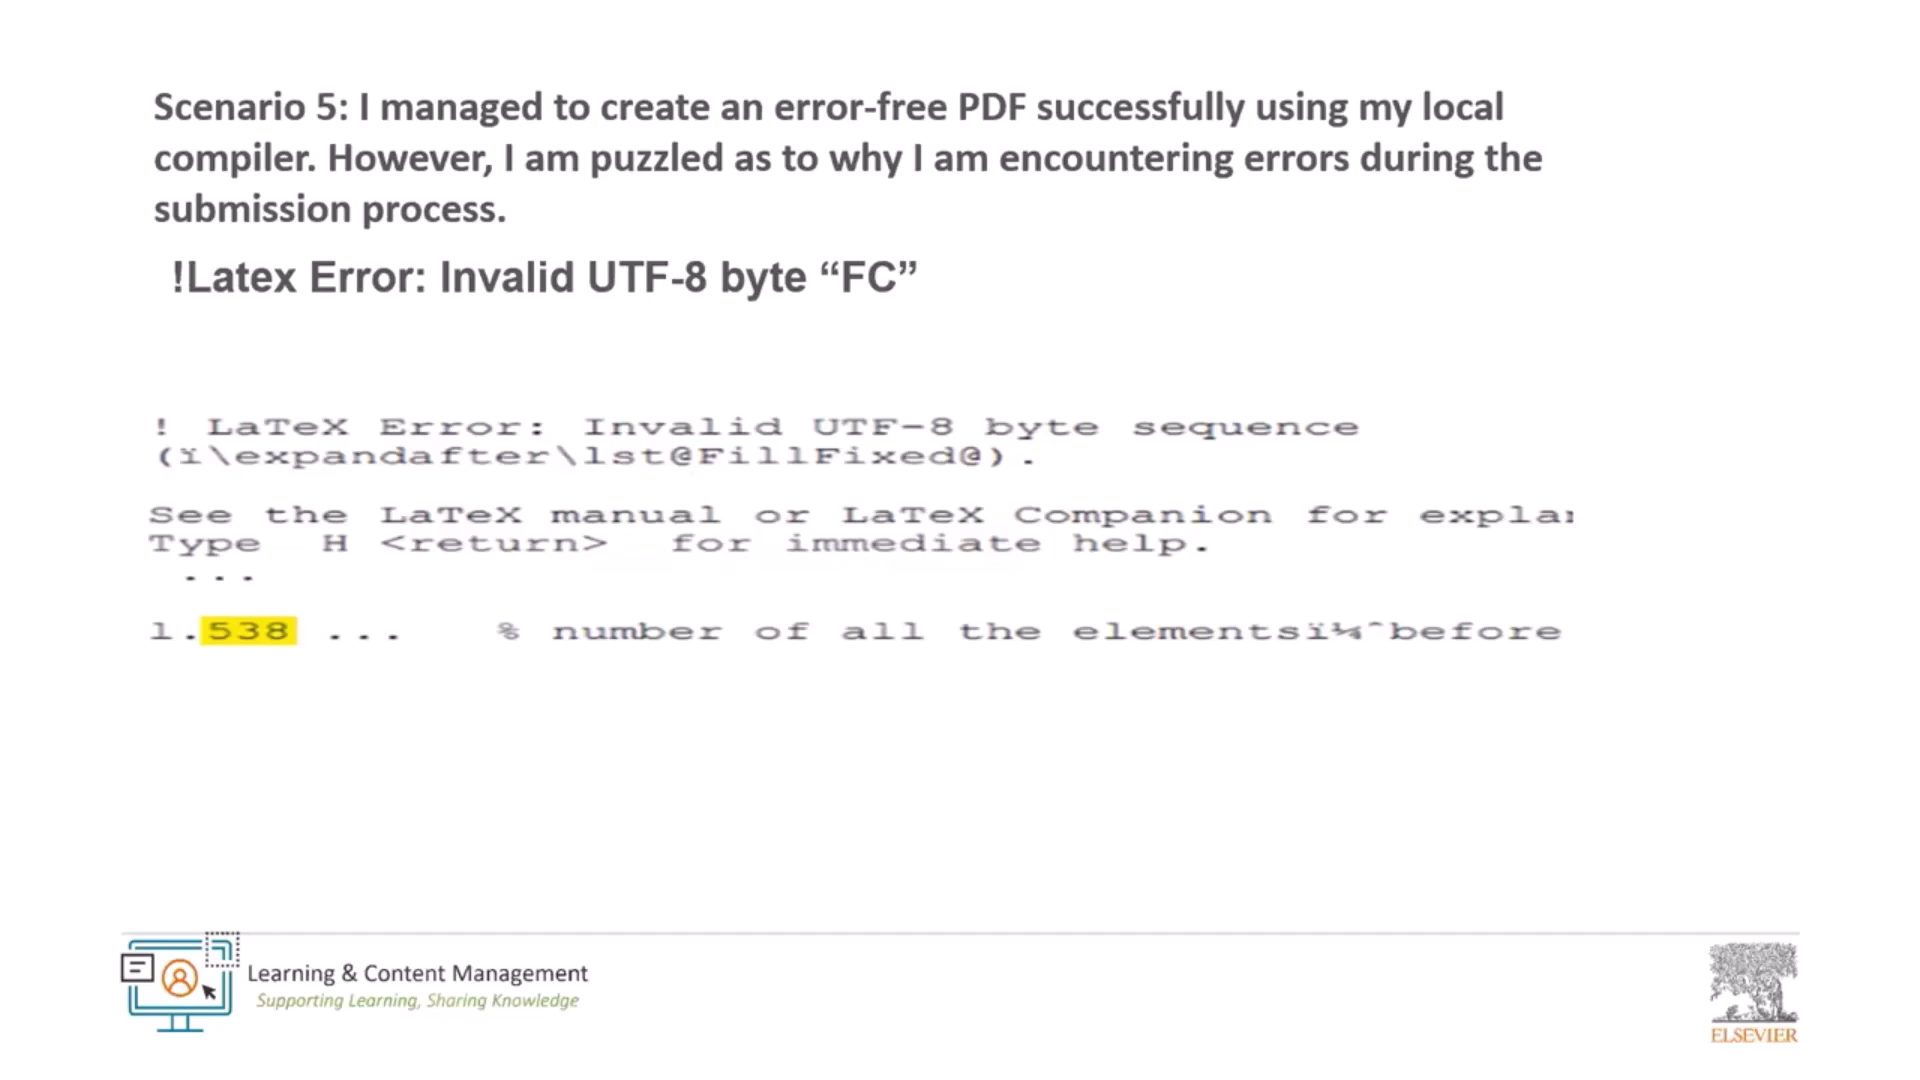 Scenario 5: I managed to create an error-free PDF successfully using my local
compiler. However, I am puzzled as to why I am encountering errors during the
submission process.
!Latex Error: Invalid UTF-8 byte “FC”
! LaTeX Error: Invalid UTF-8 byte sequence
(ï\expandafter\lst@FillFixed@).
See the LaTeX manual or LaTeX Companion for expla
Type H <return> for immediate help.
...
l.538 ... % number of all the elementsï¼ˆbefore
Learning & Content Management
Supporting Learning, Sharing Knowledge
ELSEVIER